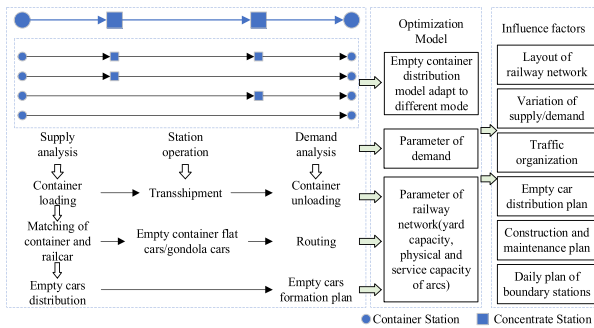 Supply
analysis
Station
operation
Demand
analysis
Container
loading
Transshipment
Container
unloading
Matching of
container and
railcar
Empty container flat
cars/gondola cars
Routing
Empty cars
distribution
Empty cars
formation plan
Optimization
Model
Empty container
distribution
model adapt to
different mode
Parameter of
demand
Parameter of
railway
network(yard
capacity,
physical and
service capacity
of arcs)
Influence factors
Layout of
railway network
Variation of
supply/demand
Traffic
organization
Empty car
distribution plan
Construction and
maintenance plan
Daily plan of
boundary stations
Container Station
Concentrate Station